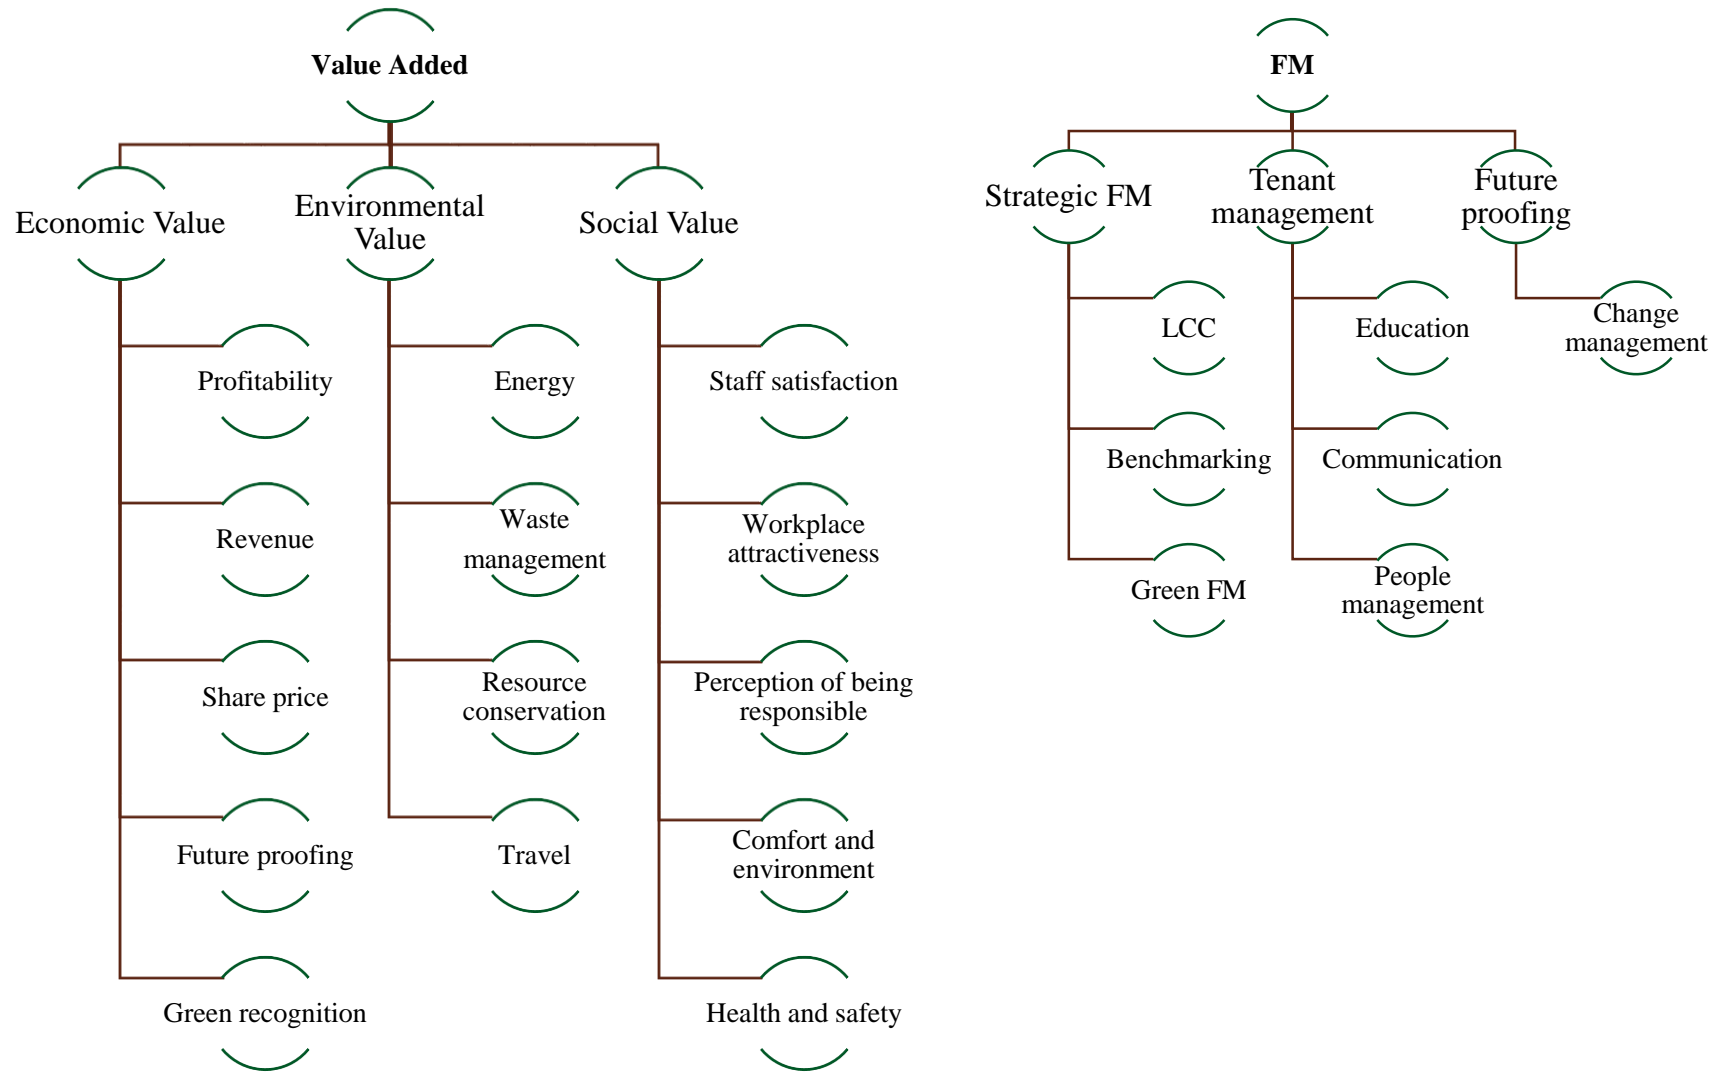 Value Added
Economic Value
Environmental
Value
Social Value
Profitability
Revenue
Share price
Future proofing
Green recognition
Energy
Waste
management
Resource
conservation
Travel
Staff satisfaction
Workplace
attractiveness
Perception of being
responsible
Comfort and
environment
Health and safety
FM
Strategic FM
Tenant
management
Future
proofing
LCC
Benchmarking
Green FM
Education
Communication
People
management
Change
management